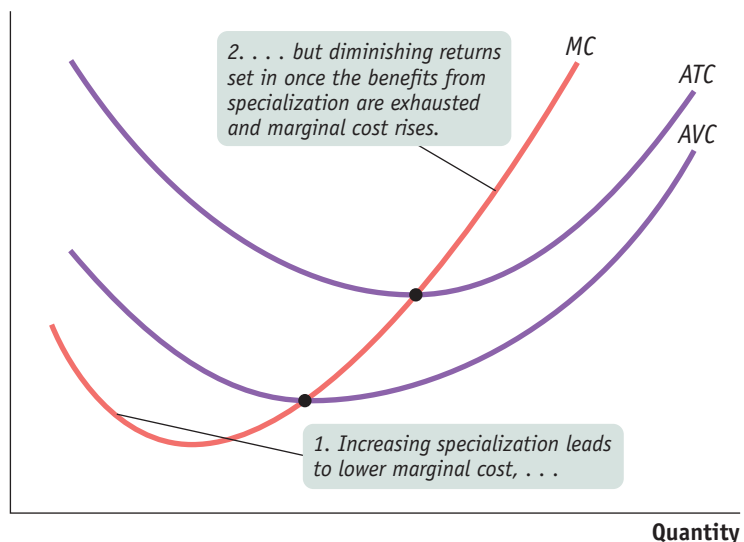 2. . . . but diminishing returns
set in once the benefits from
specialization are exhausted
and marginal cost rises.
MC
ATC
AVC
1. Increasing specialization leads
to lower marginal cost, . . .
Quantity